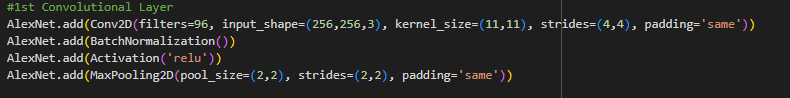 #1st Convolutional Layer
AlexNet.add(Conv2D(filters=96, input_shape=(256,256,3), kernel_size=(11,11), strides=(4,4), padding='same'))
AlexNet.add(BatchNormalization())
AlexNet.add(Activation('relu'))
AlexNet.add(MaxPooling2D(pool_size=(2,2), strides=(2,2), padding='same'))